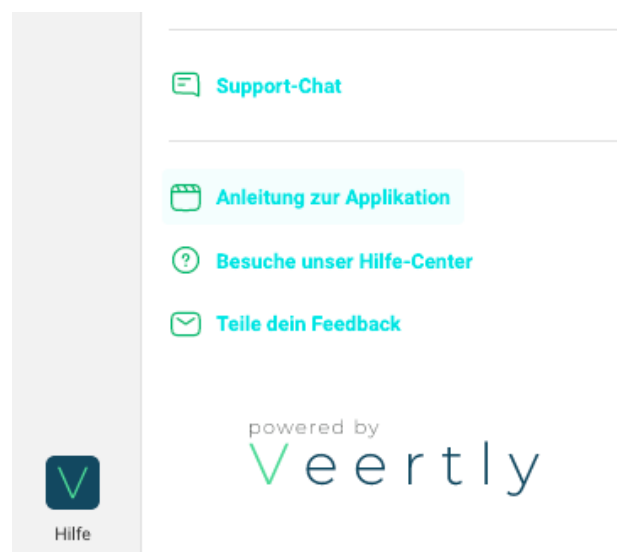 Support-Chat
Anleitung zur Applikation
Besuche unser Hilfe-Center
Teile dein Feedback
powered by
Veertly
V
Hilfe